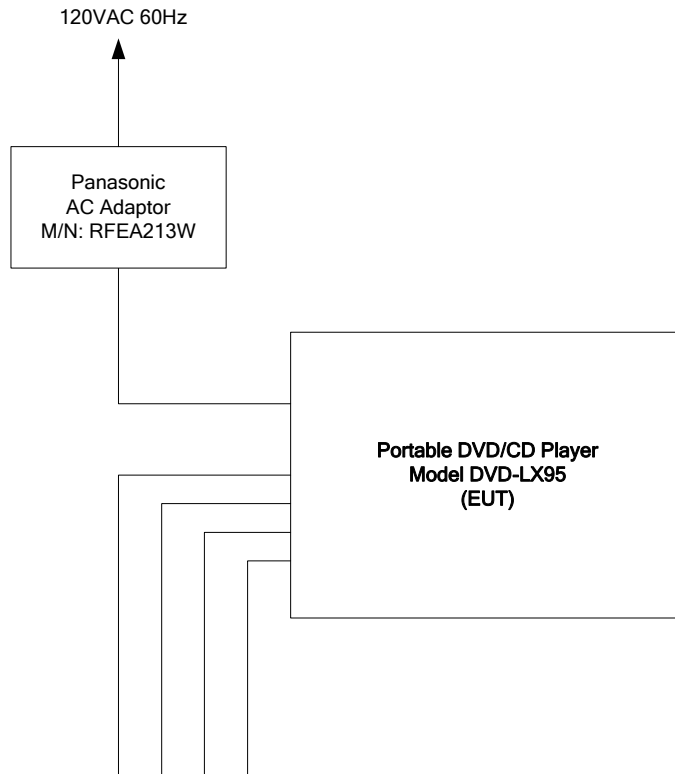 120VAC 60Hz
Panasonic
AC Adaptor
M/N: RFEA213W
Portable DVD/CD Player
Model DVD-LX95
(EUT)